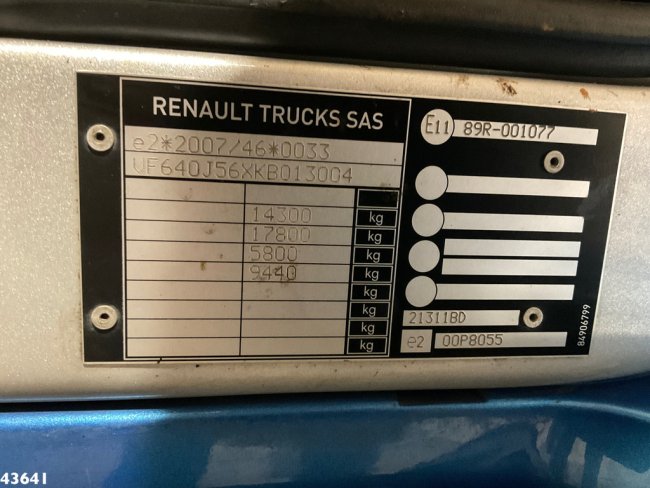 RENAULT TRUCKS SAS
e2*2007/46*0033
VF640J56XKB013004
14300 kg
17800 kg
5800 kg
9440 kg
kg
kg
kg
kg
E11 89R-001077
21311BD
e2 00P8055
84906799
43641